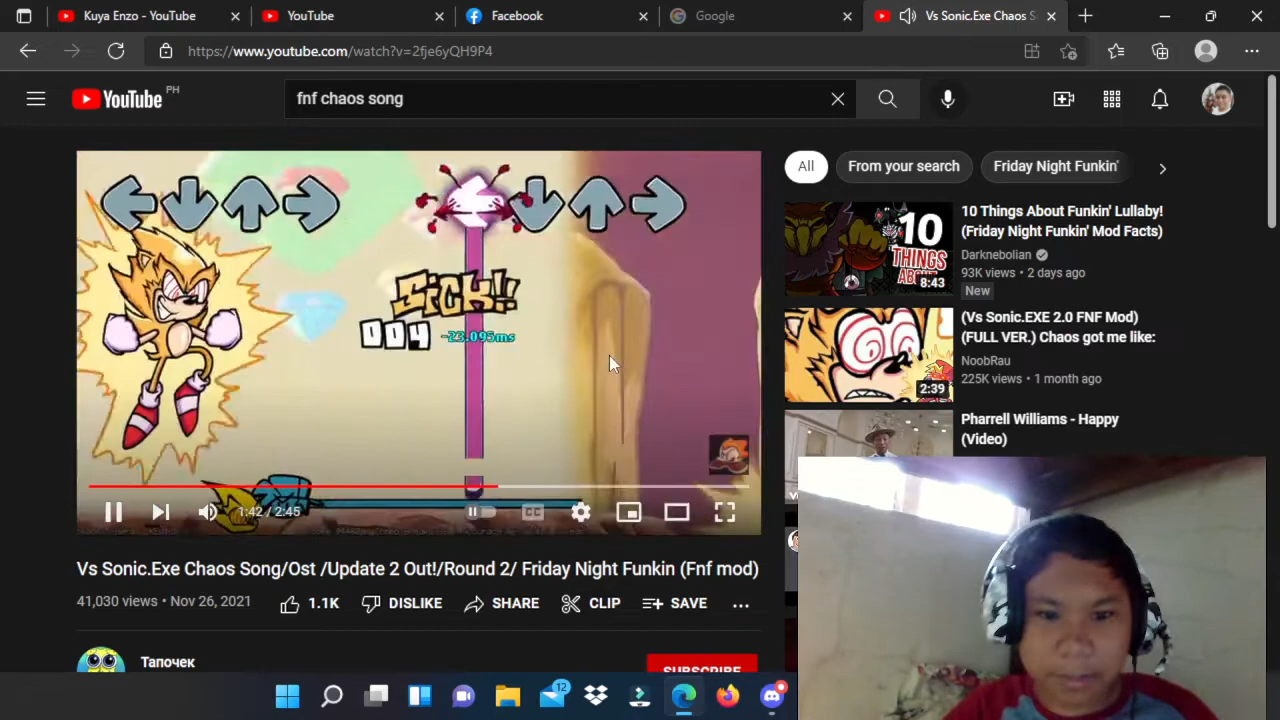 Kuya Enzo - YouTube
YouTube
Facebook
Google
Vs Sonic.Exe Chaos S
https://www.youtube.com/watch?v=2fje6yQH9P4
YouTube PH
fnf chaos song
All
From your search
Friday Night Funkin'
SICK!!
004
-23.095ms
1:42 / 2:45
CC
10 THINGS ABOUT
8:43
10 Things About Funkin' Lullaby!
(Friday Night Funkin' Mod Facts)
Darknebolian
93K views • 2 days ago
New
2:39
(Vs Sonic.EXE 2.0 FNF Mod)
(FULL VER.) Chaos got me like:
NoobRau
225K views • 1 month ago
Pharrell Williams - Happy
(Video)
Vs Sonic.Exe Chaos Song/Ost /Update 2 Out!/Round 2/ Friday Night Funkin (Fnf mod)
41,030 views • Nov 26, 2021
1.1K
DISLIKE
SHARE
CLIP
SAVE
Тапочек
SUBSCRIBE
12